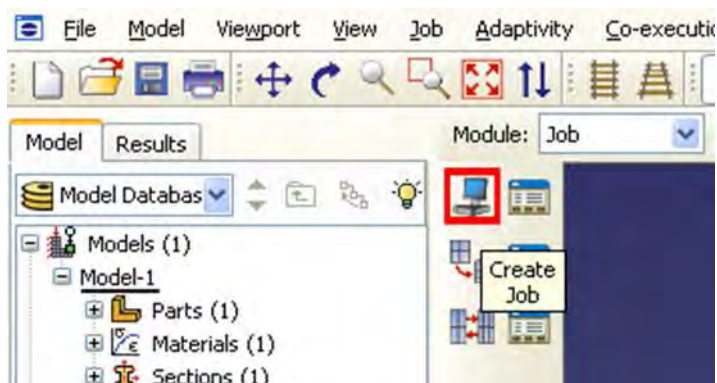 File Model Viewport View Job Adaptivity Co-executio
Model Results Module: Job
Model Databas
Models (1)
Model-1
Create
Job
Parts (1)
Materials (1)
Sections (1)